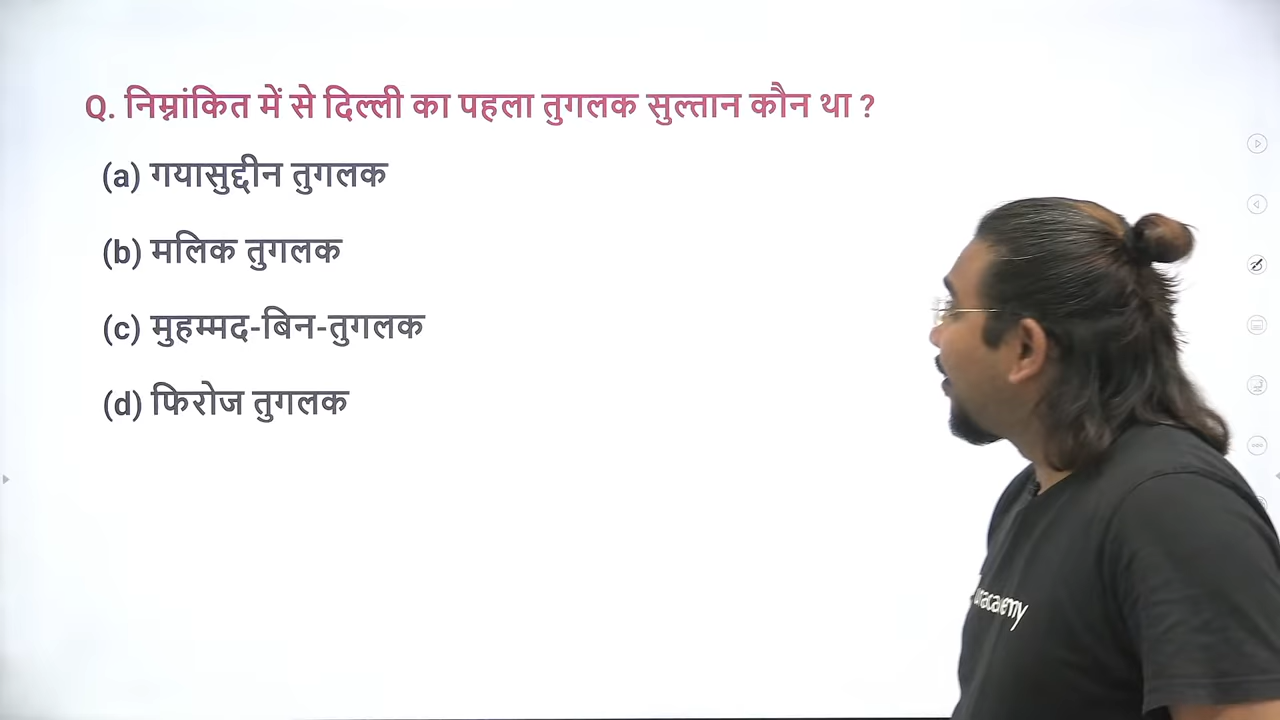 Q. निम्नांकित में से दिल्ली का पहला तुगलक सुल्तान कौन था ?
(a) गयासुद्दीन तुगलक
(b) मलिक तुगलक
(c) मुहम्मद-बिन-तुगलक
(d) फिरोज तुगलक